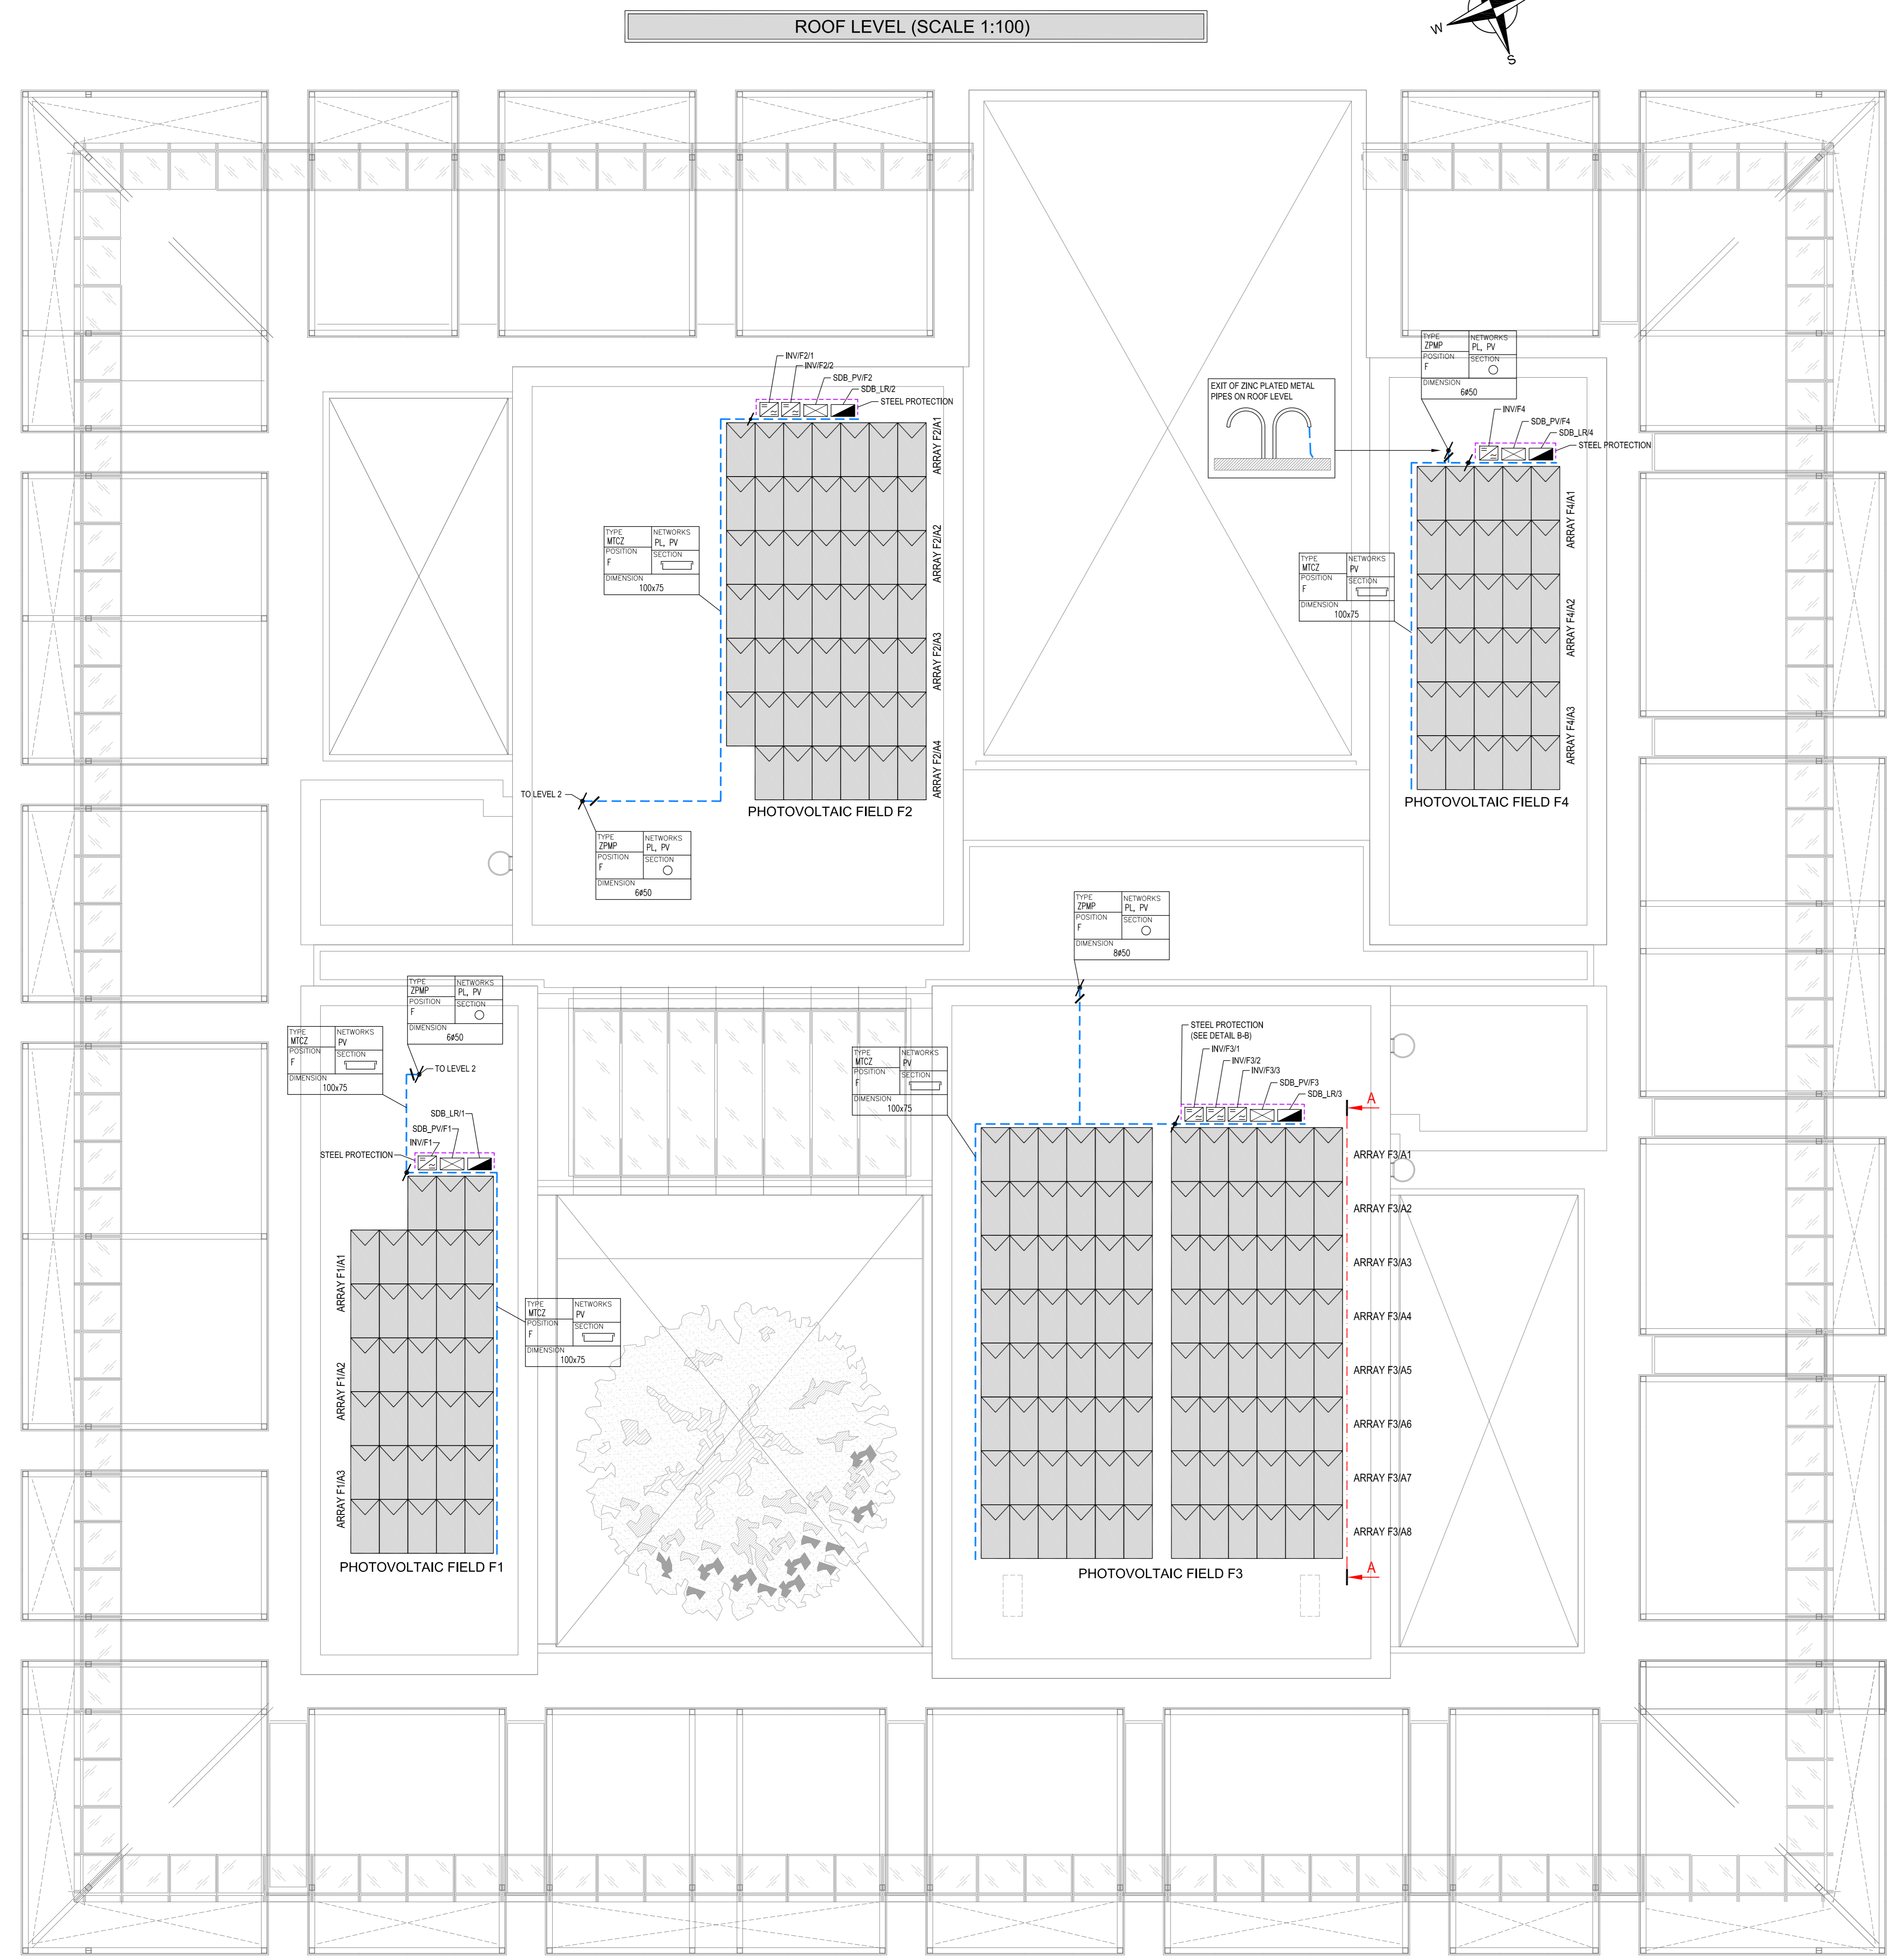 ROOF LEVEL (SCALE 1:100)
W
S
INV/F2/1
INV/F2/2
SDB_PV/F2
SDB_LR/2
STEEL PROTECTION
ARRAY F2/A1
ARRAY F2/A2
ARRAY F2/A3
ARRAY F2/A4
TYPE
MTCZ
NETWORKS
PL, PV
POSITION
F
SECTION
DIMENSION
100x75
TO LEVEL 2
PHOTOVOLTAIC FIELD F2
TYPE
ZPMP
NETWORKS
PL, PV
POSITION
F
SECTION
DIMENSION
6ø50
EXIT OF ZINC PLATED METAL
PIPES ON ROOF LEVEL
TYPE
ZPMP
NETWORKS
PL, PV
POSITION
F
SECTION
DIMENSION
6ø50
INV/F4
SDB_PV/F4
SDB_LR/4
STEEL PROTECTION
TYPE
MTCZ
NETWORKS
PV
POSITION
F
SECTION
DIMENSION
100x75
ARRAY F4/A1
ARRAY F4/A2
ARRAY F4/A3
PHOTOVOLTAIC FIELD F4
TYPE
ZPMP
NETWORKS
PL, PV
POSITION
F
SECTION
DIMENSION
8ø50
TYPE
ZPMP
NETWORKS
PL, PV
POSITION
F
SECTION
DIMENSION
6ø50
TYPE
MTCZ
NETWORKS
PV
POSITION
F
SECTION
DIMENSION
100x75
TO LEVEL 2
SDB_LR/1
SDB_PV/F1
INV/F1
STEEL PROTECTION
ARRAY F1/A1
ARRAY F1/A2
ARRAY F1/A3
TYPE
MTCZ
NETWORKS
PV
POSITION
F
SECTION
DIMENSION
100x75
PHOTOVOLTAIC FIELD F1
TYPE
MTCZ
NETWORKS
PV
POSITION
F
SECTION
DIMENSION
100x75
STEEL PROTECTION
(SEE DETAIL B-B)
INV/F3/1
INV/F3/2
INV/F3/3
SDB_PV/F3
SDB_LR/3
A
ARRAY F3/A1
ARRAY F3/A2
ARRAY F3/A3
ARRAY F3/A4
ARRAY F3/A5
ARRAY F3/A6
ARRAY F3/A7
ARRAY F3/A8
A
PHOTOVOLTAIC FIELD F3